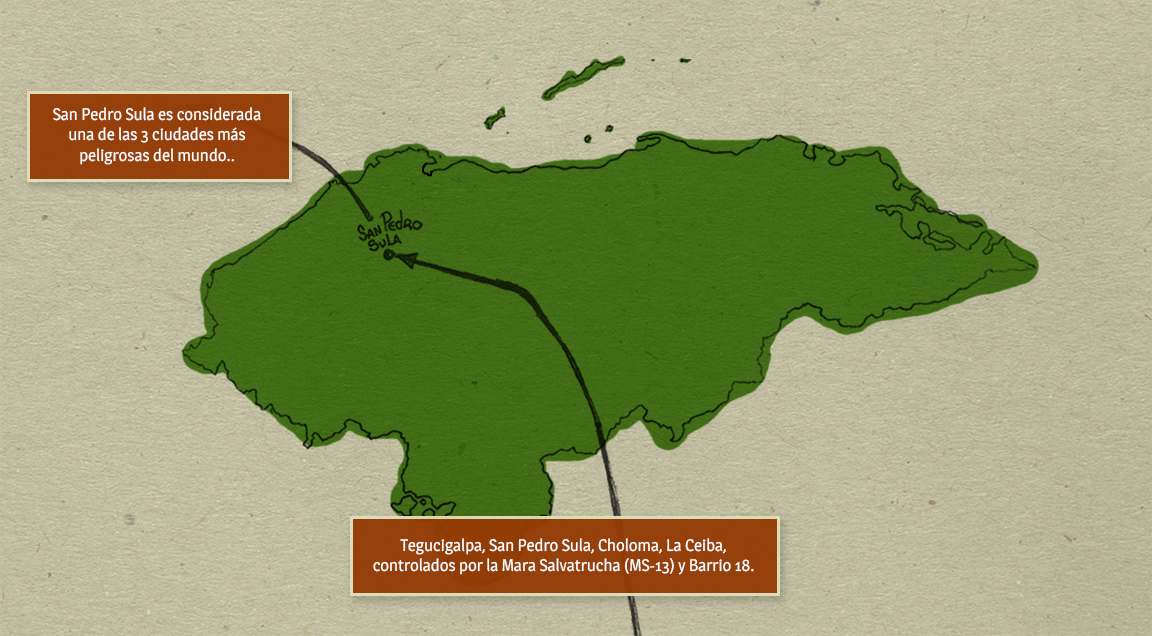 San Pedro Sula es considerada
una de las 3 ciudades más
peligrosas del mundo..
San Pedro
Sula
Tegucigalpa, San Pedro Sula, Choloma, La Ceiba,
controlados por la Mara Salvatrucha (MS-13) y Barrio 18.